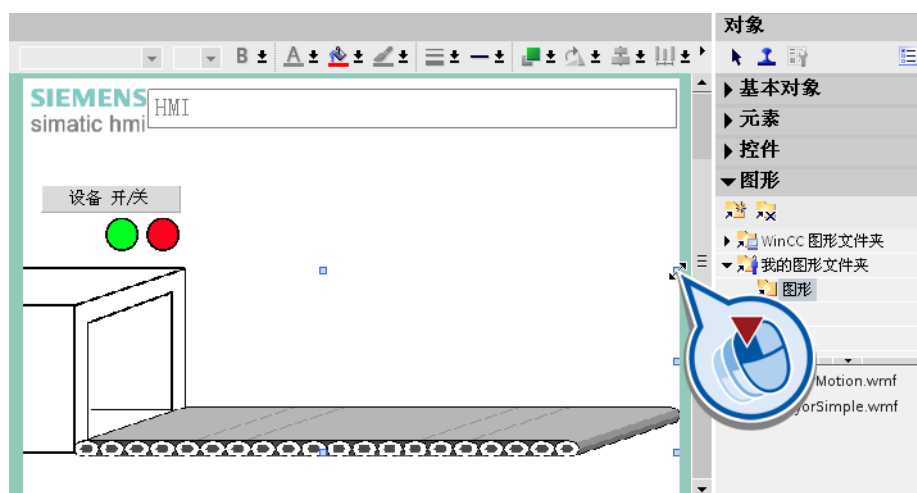 对象
B
A
SIEMENS
simatic hmi
HMI
基本对象
元素
控件
设备 开/关
图形
WinCC 图形文件夹
我的图形文件夹
图形
Motion.wmf
orSimple.wmf